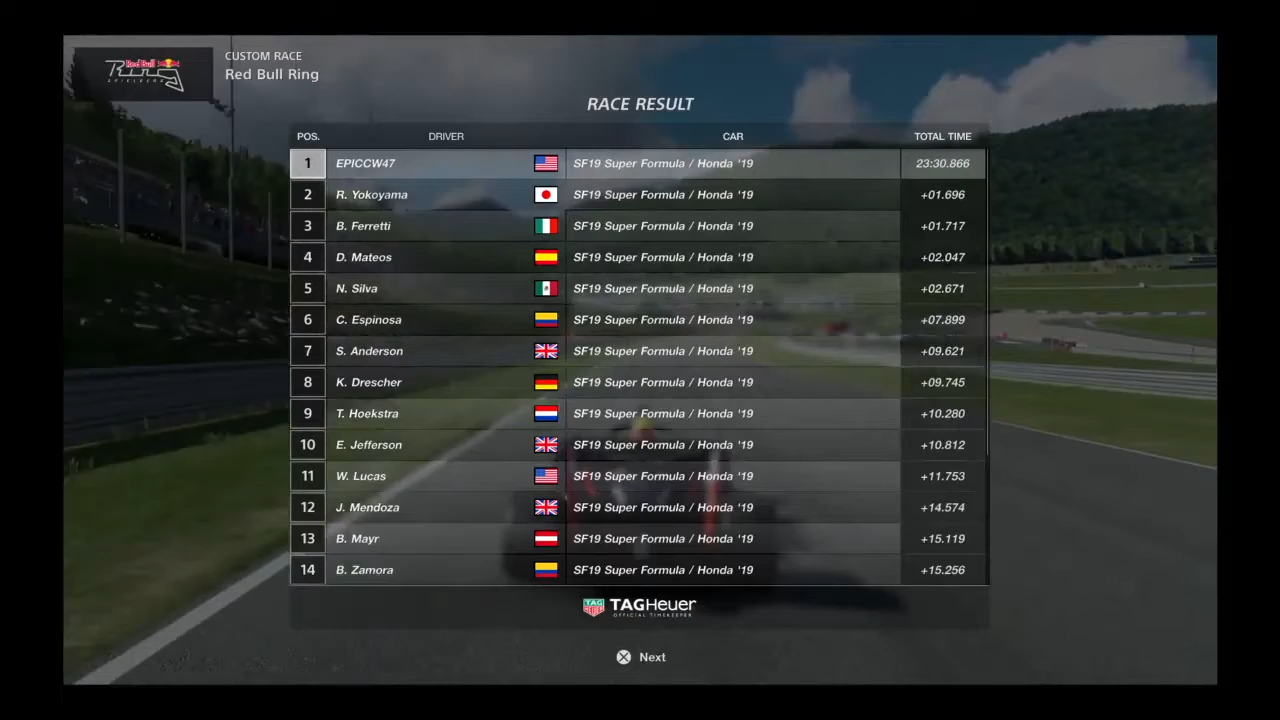 Red Bull
Ring
SPIELBERG
CUSTOM RACE
Red Bull Ring
RACE RESULT
POS. DRIVER CAR TOTAL TIME
1 EPICCW47 SF19 Super Formula / Honda '19 23:30.866
2 R. Yokoyama SF19 Super Formula / Honda '19 +01.696
3 B. Ferretti SF19 Super Formula / Honda '19 +01.717
4 D. Mateos SF19 Super Formula / Honda '19 +02.047
5 N. Silva SF19 Super Formula / Honda '19 +02.671
6 C. Espinosa SF19 Super Formula / Honda '19 +07.899
7 S. Anderson SF19 Super Formula / Honda '19 +09.621
8 K. Drescher SF19 Super Formula / Honda '19 +09.745
9 T. Hoekstra SF19 Super Formula / Honda '19 +10.280
10 E. Jefferson SF19 Super Formula / Honda '19 +10.812
11 W. Lucas SF19 Super Formula / Honda '19 +11.753
12 J. Mendoza SF19 Super Formula / Honda '19 +14.574
13 B. Mayr SF19 Super Formula / Honda '19 +15.119
14 B. Zamora SF19 Super Formula / Honda '19 +15.256
TAG HEUER TAGHeuer
OFFICIAL TIMEKEEPER
Next